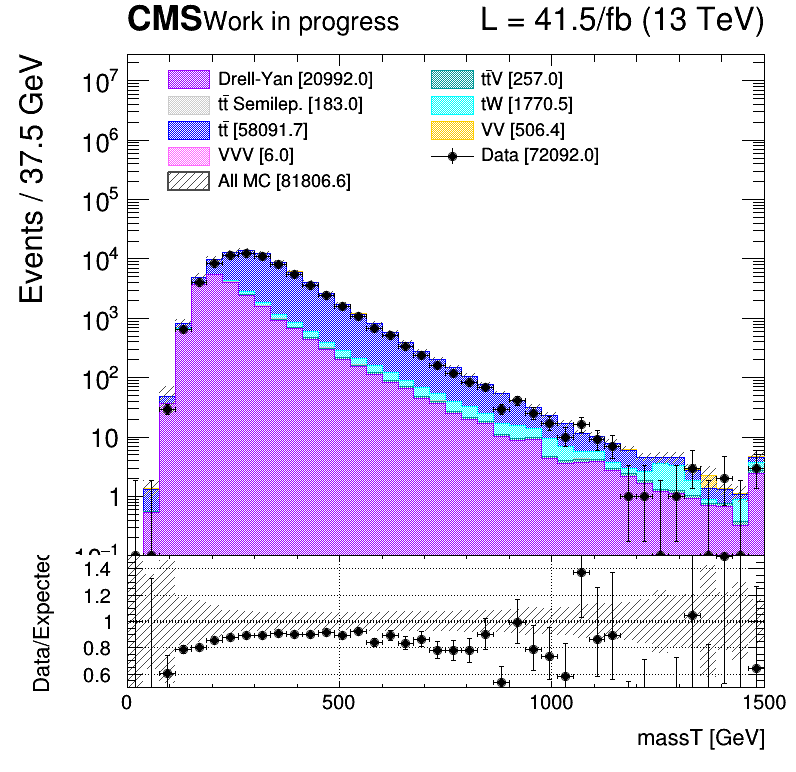 CMS Work in progress L = 41.5/fb (13 TeV)
Events / 37.5 GeV
10⁷
10⁶
10⁵
10⁴
10³
10²
10
1
10⁻¹
Drell-Yan [20992.0]
tt̄ Semilep. [183.0]
tt̄ [58091.7]
VVV [6.0]
All MC [81806.6]
tt̄V [257.0]
tW [1770.5]
VV [506.4]
Data [72092.0]
Data/Expected
1.4
1.2
1
0.8
0.6
0 500 1000 1500
massT [GeV]